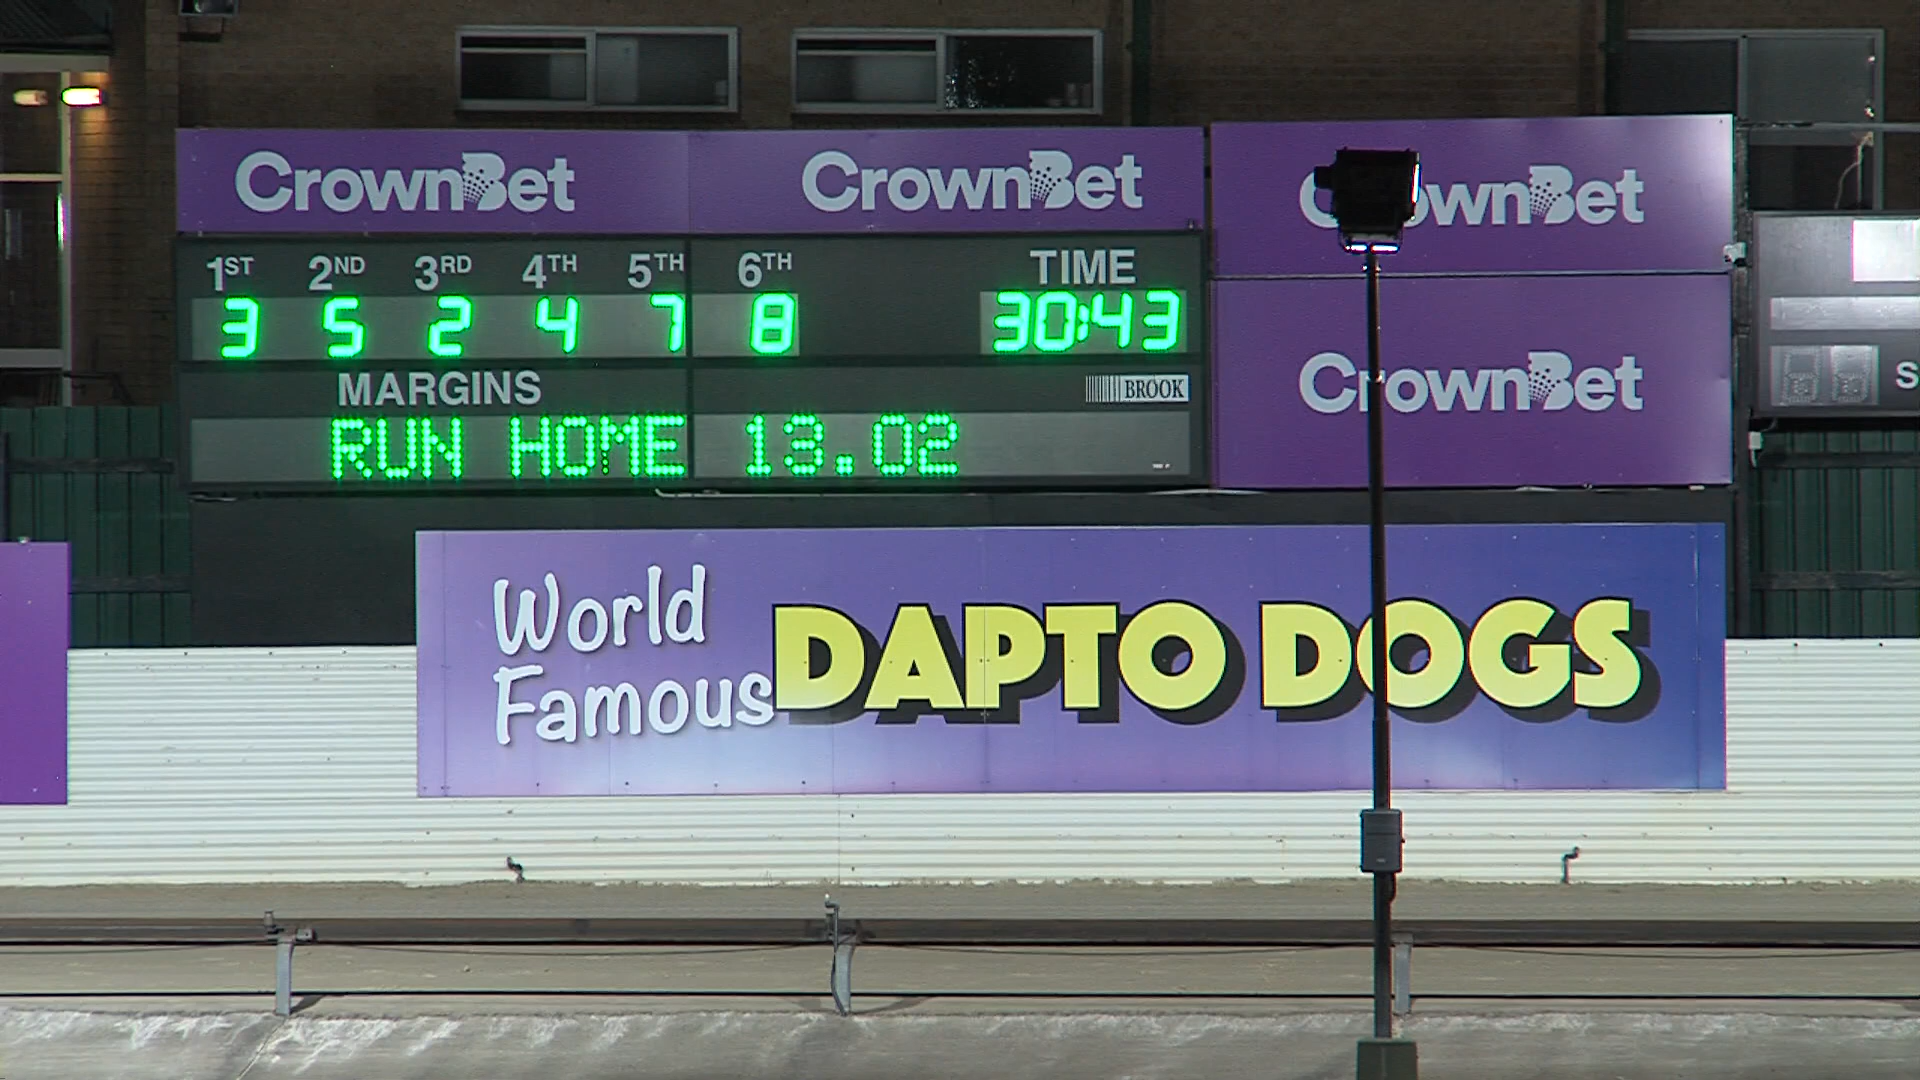 CrownBet CrownBet
CrownBet
1ST 2ND 3RD 4TH 5TH 6TH TIME
3 5 2 4 7 8 30:43
MARGINS BROOK
RUN HOME 13.02
CrownBet
S
World
Famous
DAPTO DOGS